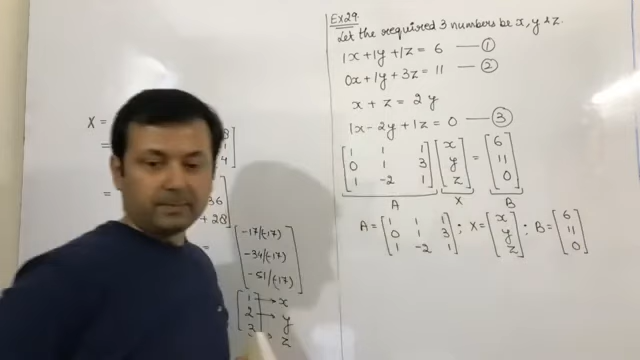 Ex 29.
Let the required 3 numbers be x, y & z.
1x + 1y + 1z = 6 — ①
0x + 1y + 3z = 11 — ②
x + z = 2y
1x - 2y + 1z = 0 — ③
[1 1 1] [x] = [6]
[0 1 3] [y] [11]
[1 -2 1] [z] [0]
A X B
A = [1 1 1] ; X = [x] ; B = [6]
[0 1 3] [y] [11]
[1 -2 1] [z] [0]
X =
=
=
36
+ 28
=
-17/(-17)
-34/(-17)
-51/(-17)
1 → x
2 → y
3 → z